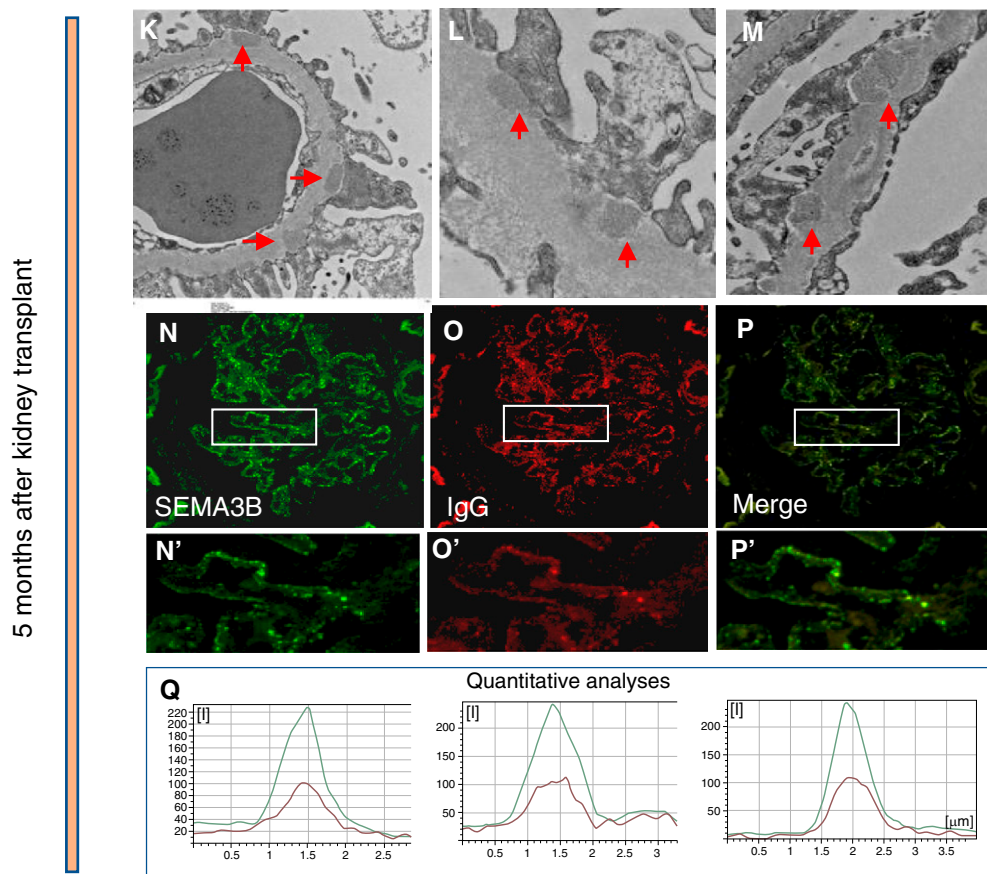 5 months after kidney transplant
K
L
M
N
SEMA3B
O
IgG
P
Merge
N'
O'
P'
Q
Quantitative analyses
[I]
220
200
180
160
140
120
100
80
60
40
20
0.5 1 1.5 2 2.5
[I]
200
150
100
50
0.5 1 1.5 2 2.5 3
[I]
200
150
100
50
[µm]
0.5 1 1.5 2 2.5 3 3.5